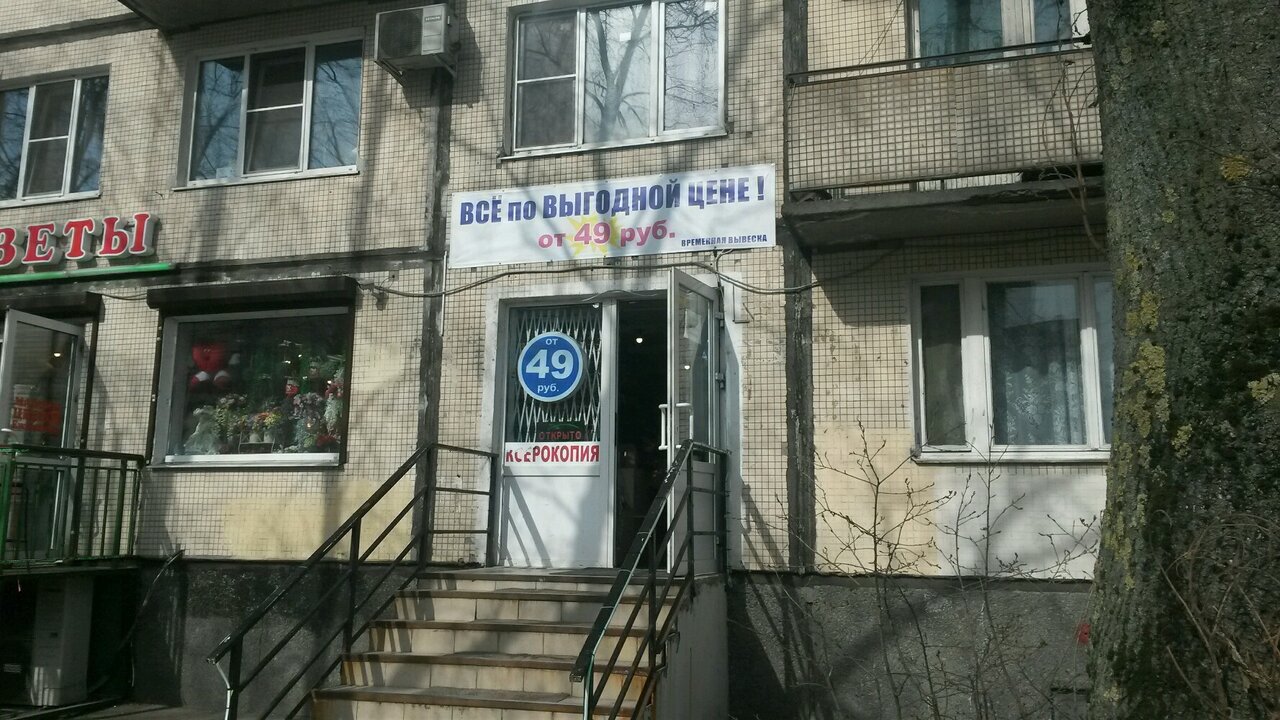 ВЕТЫ
ВСЁ по ВЫГОДНОЙ ЦЕНЕ !
от 49 руб.
ВРЕМЕННАЯ ВЫВЕСКА
от
49
руб.
ОТКРЫТО
КСЕРОКОПИЯ